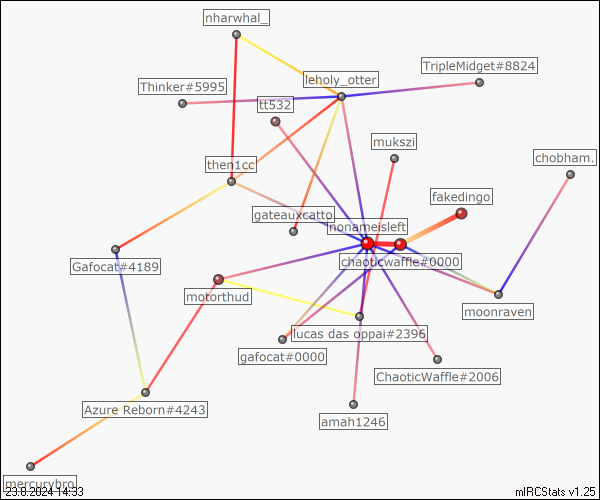 nharwhal_
leholy_otter
TripleMidget#8824
Thinker#5995
tt532
mukszi
chobham.
then1cc
fakedingo
gateauxcatto
nonameisleft
chaoticwaffle#0000
Gafocat#4189
motorthud
moonraven
lucas das oppai#2396
gafocat#0000
ChaoticWaffle#2006
Azure Reborn#4243
amah1246
mercurybro
23.8.2024 14:33
mIRCStats v1.25